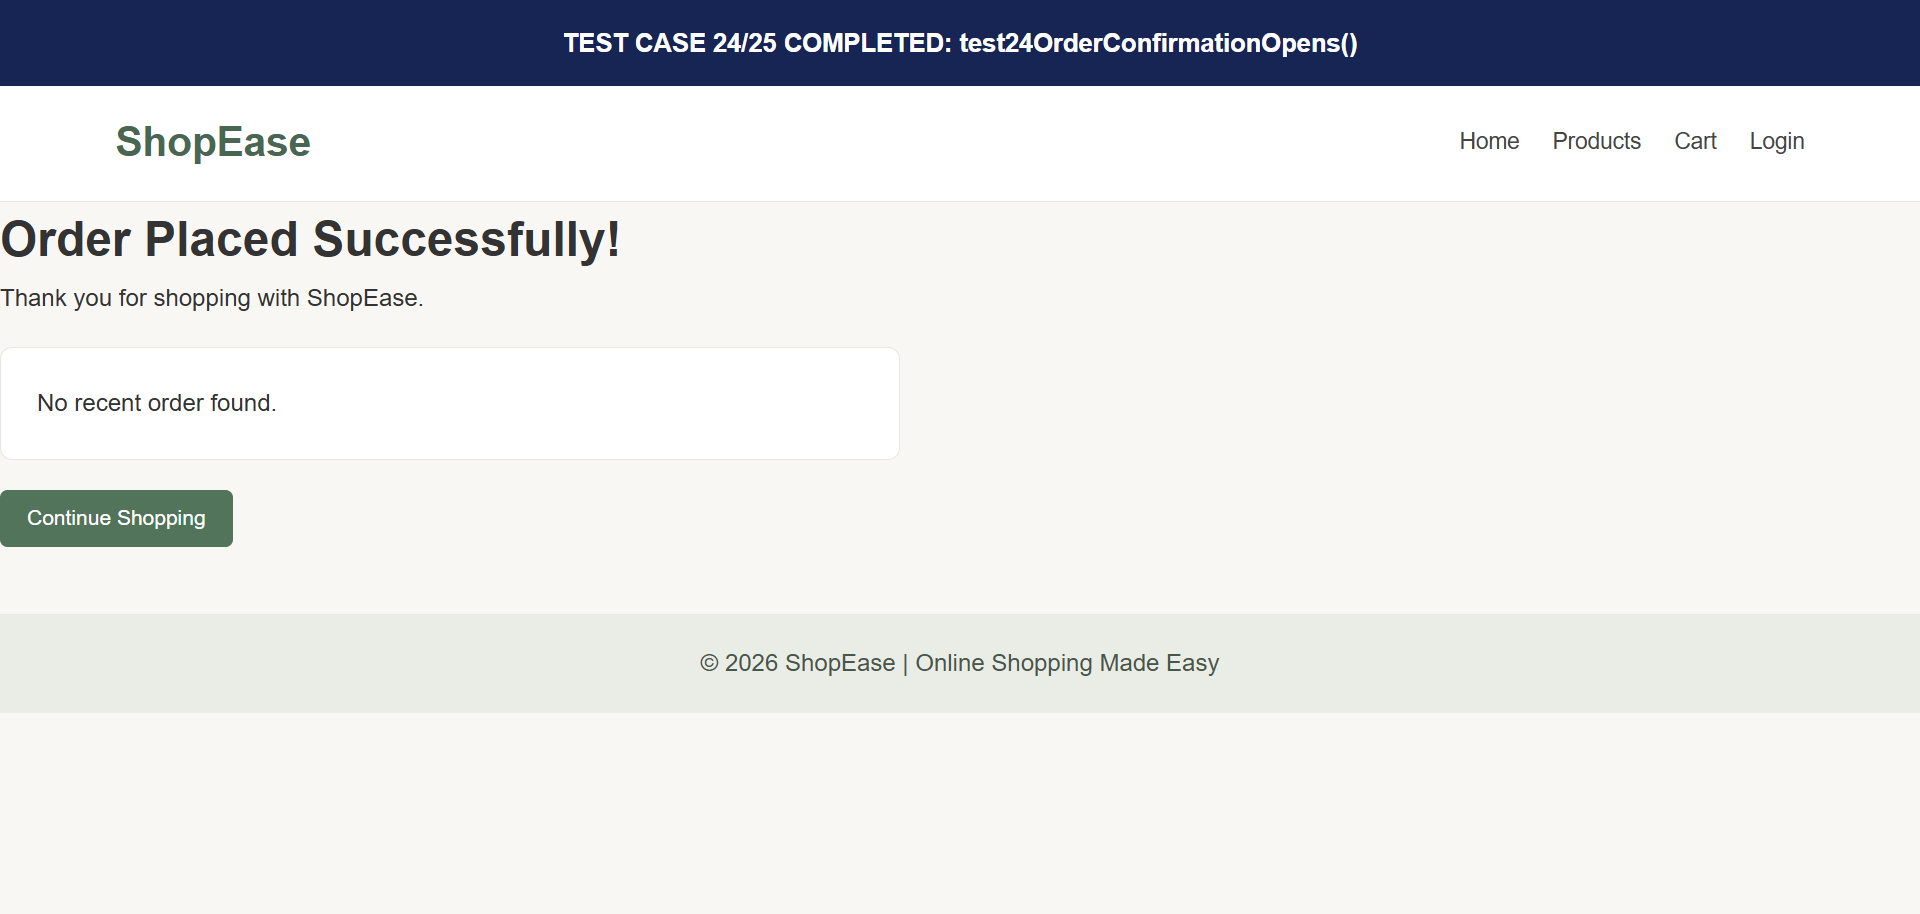 TEST CASE 24/25 COMPLETED: test24OrderConfirmationOpens()
ShopEase
Home Products Cart Login
Order Placed Successfully!
Thank you for shopping with ShopEase.
No recent order found.
Continue Shopping
© 2026 ShopEase | Online Shopping Made Easy